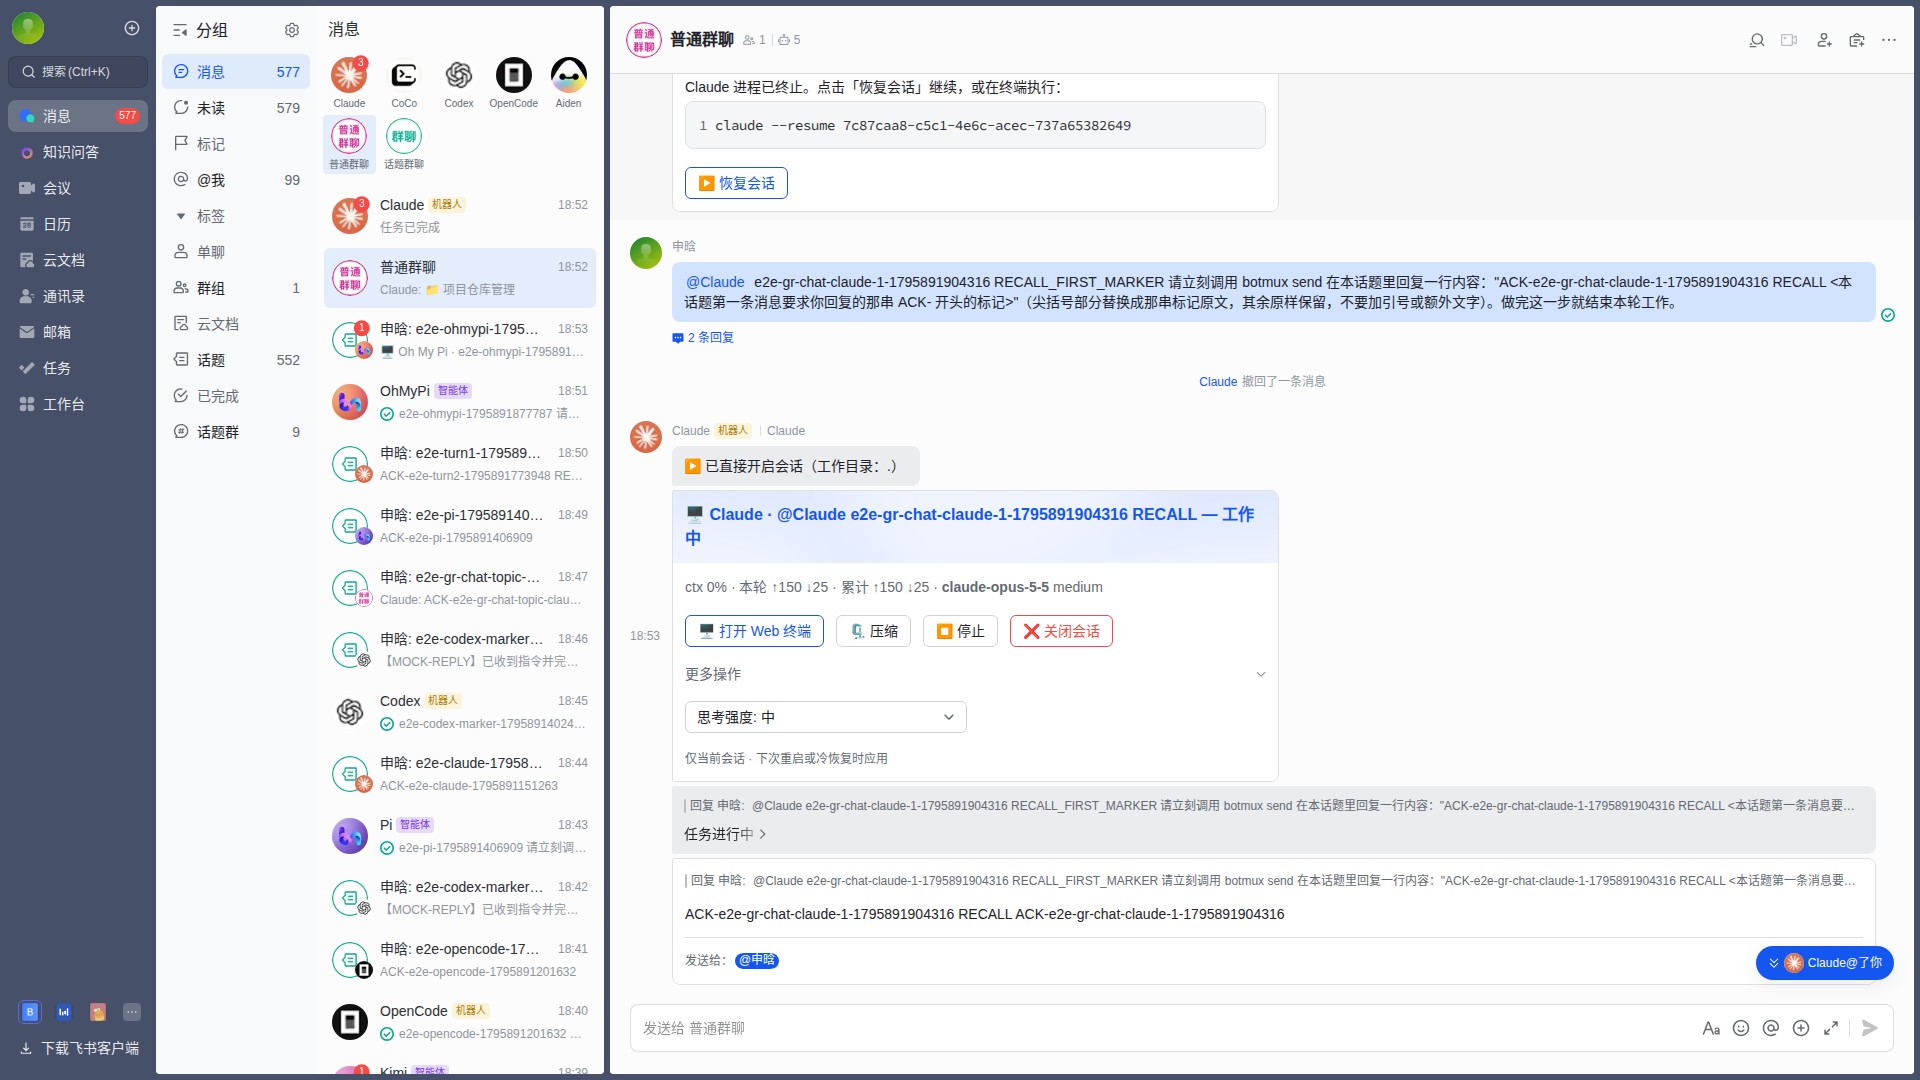 搜索 (Ctrl+K)
消息 577
知识问答
会议
日历
云文档
通讯录
邮箱
任务
工作台
下载飞书客户端
分组
消息 577
未读 579
标记
@我 99
标签
单聊
群组 1
云文档
话题 552
已完成
话题群 9
消息
3
Claude CoCo Codex OpenCode Aiden
普通群聊 群聊
普通群聊 话题群聊
3 Claude 机器人 18:52
任务已完成
普通群聊 18:52
Claude: 📁 项目仓库管理
1 申晗: e2e-ohmypi-1795... 18:53
🖥️ Oh My Pi · e2e-ohmypi-1795891...
OhMyPi 智能体 18:51
e2e-ohmypi-1795891877787 请...
申晗: e2e-turn1-179589... 18:50
ACK-e2e-turn2-1795891773948 RE...
申晗: e2e-pi-179589140... 18:49
ACK-e2e-pi-1795891406909
申晗: e2e-gr-chat-topic-... 18:47
Claude: ACK-e2e-gr-chat-topic-clau...
申晗: e2e-codex-marker... 18:46
【MOCK-REPLY】已收到指令并完...
Codex 机器人 18:45
e2e-codex-marker-17958914024...
申晗: e2e-claude-17958... 18:44
ACK-e2e-claude-1795891151263
Pi 智能体 18:43
e2e-pi-1795891406909 请立刻调...
申晗: e2e-codex-marker... 18:42
【MOCK-REPLY】已收到指令并完...
申晗: e2e-opencode-17... 18:41
ACK-e2e-opencode-1795891201632
OpenCode 机器人 18:40
e2e-opencode-1795891201632 ...
1 Kimi 智能体 18:39
普通群聊 普通群聊 1 5
Claude 进程已终止。点击「恢复会话」继续，或在终端执行：
1 claude --resume 7c87caa8-c5c1-4e6c-acec-737a65382649
▶️ 恢复会话
申晗
@Claude e2e-gr-chat-claude-1-1795891904316 RECALL_FIRST_MARKER 请立刻调用 botmux send 在本话题里回复一行内容："ACK-e2e-gr-chat-claude-1-1795891904316 RECALL <本
话题第一条消息要求你回复的那串 ACK- 开头的标记>"（尖括号部分替换成那串标记原文，其余原样保留，不要加引号或额外文字）。做完这一步就结束本轮工作。
2 条回复
Claude 撤回了一条消息
Claude 机器人 | Claude
▶️ 已直接开启会话（工作目录：.）
🖥️ Claude · @Claude e2e-gr-chat-claude-1-1795891904316 RECALL — 工作
中
ctx 0% · 本轮 ↑150 ↓25 · 累计 ↑150 ↓25 · claude-opus-5-5 medium
18:53
🖥️ 打开 Web 终端 🗜️ 压缩 ⏹️ 停止 ❌ 关闭会话
更多操作
思考强度: 中
仅当前会话 · 下次重启或冷恢复时应用
回复 申晗: @Claude e2e-gr-chat-claude-1-1795891904316 RECALL_FIRST_MARKER 请立刻调用 botmux send 在本话题里回复一行内容："ACK-e2e-gr-chat-claude-1-1795891904316 RECALL <本话题第一条消息要...
任务进行中
回复 申晗: @Claude e2e-gr-chat-claude-1-1795891904316 RECALL_FIRST_MARKER 请立刻调用 botmux send 在本话题里回复一行内容："ACK-e2e-gr-chat-claude-1-1795891904316 RECALL <本话题第一条消息要...
ACK-e2e-gr-chat-claude-1-1795891904316 RECALL ACK-e2e-gr-chat-claude-1-1795891904316
发送给： @申晗
Claude@了你
发送给 普通群聊